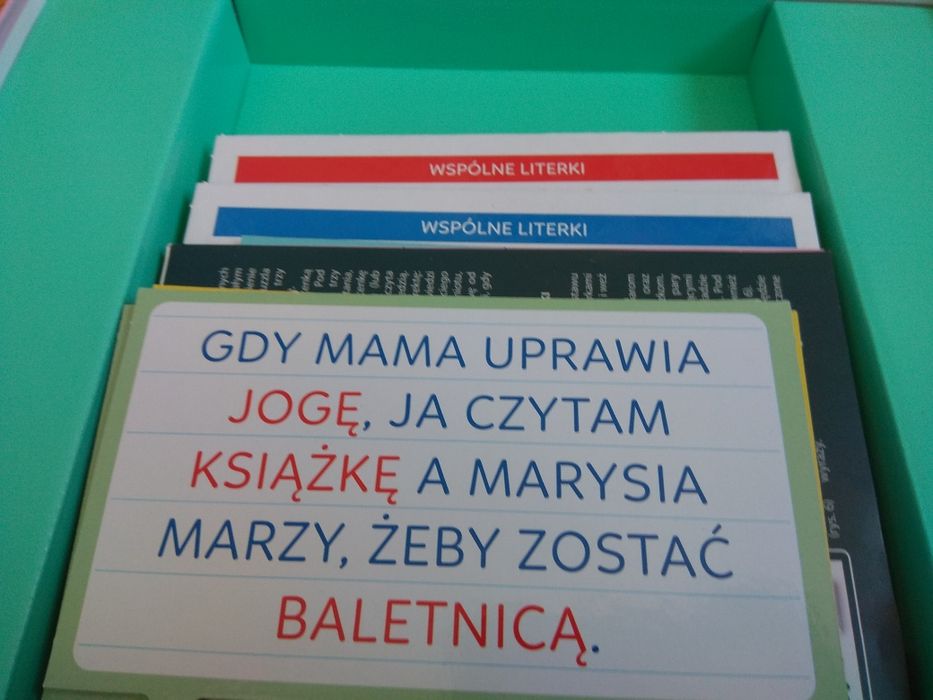 WSPÓLNE LITERKI
WSPÓLNE LITERKI
GDY MAMA UPRAWIA
JOGĘ, JA CZYTAM
KSIĄŻKĘ A MARYSIA
MARZY, ŻEBY ZOSTAĆ
BALETNICĄ.